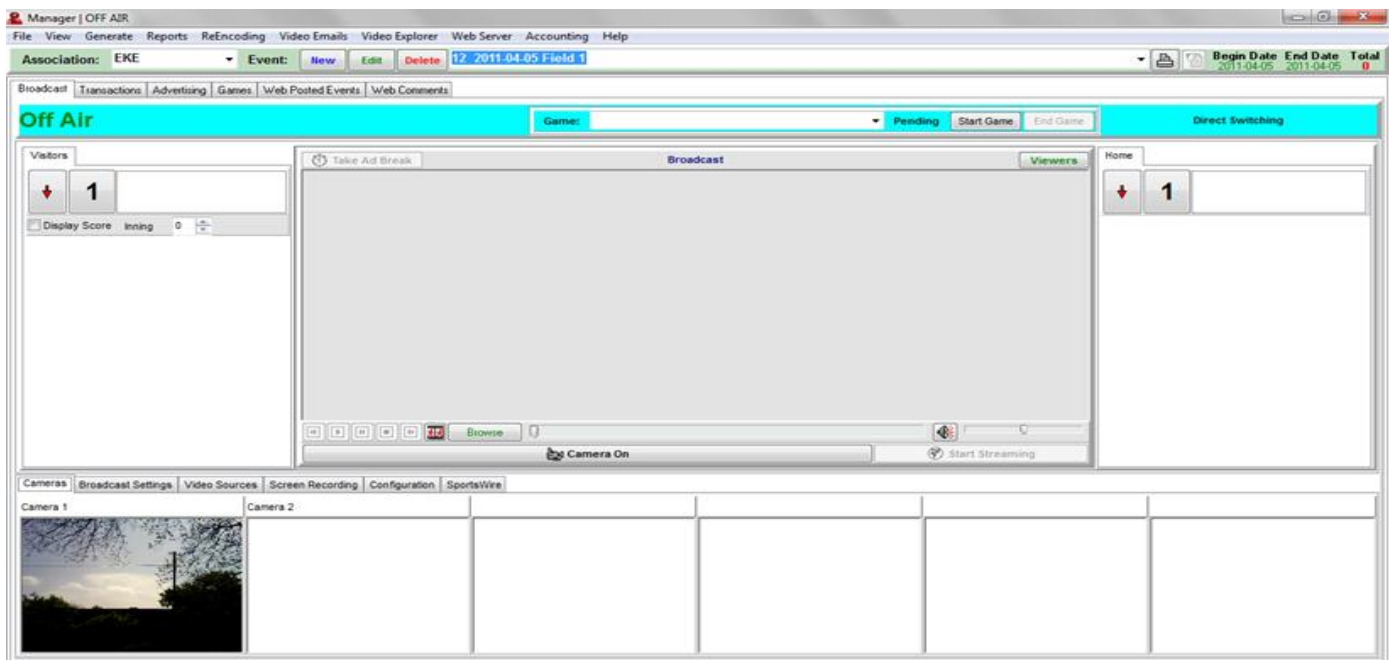 Manager | OFF AIR
File View Generate Reports ReEncoding Video Emails Video Explorer Web Server Accounting Help
Association: EKE Event: New Edit Delete 12 2011-04-05 Field 1 Begin Date End Date Total
2011-04-05 2011-04-05 0
Broadcast Transactions Advertising Games Web Posted Events Web Comments
Off Air Game: Pending Start Game End Game Direct Switching
Visitors Take Ad Break Broadcast Viewers Home
1 1
Display Score Inning 0
Browse
Camera On Start Streaming
Cameras Broadcast Settings Video Sources Screen Recording Configuration SportsWire
Camera 1 Camera 2